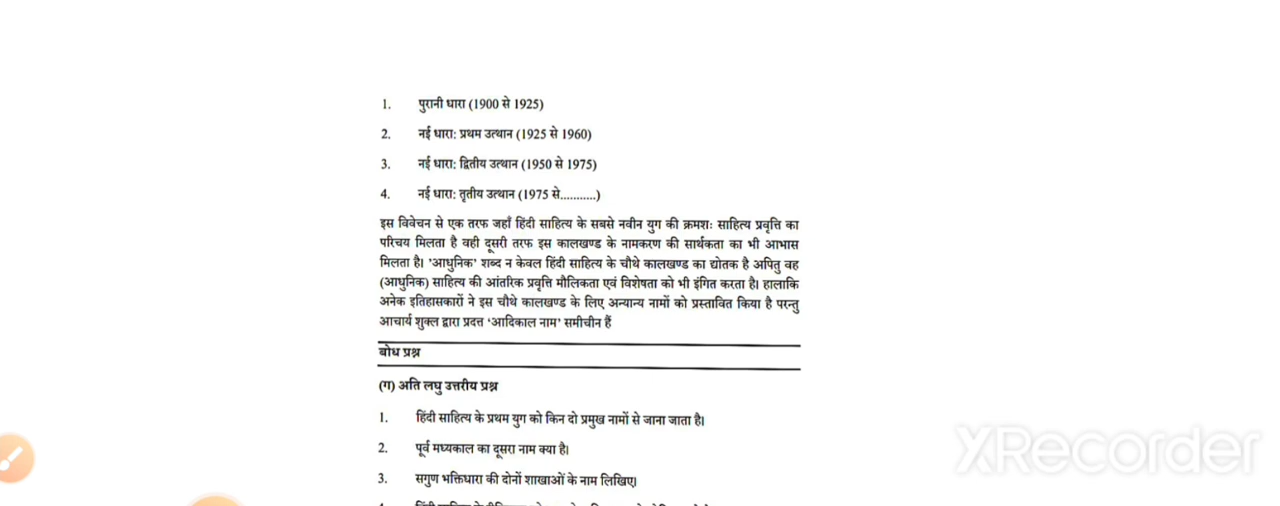 1. पुरानी धारा (1900 से 1925)
2. नई धारा: प्रथम उत्थान (1925 से 1960)
3. नई धारा: द्वितीय उत्थान (1950 से 1975)
4. नई धारा: तृतीय उत्थान (1975 से...........)
इस विवेचन से एक तरफ जहाँ हिंदी साहित्य के सबसे नवीन युग की क्रमशः साहित्य प्रवृत्ति का
परिचय मिलता है वही दूसरी तरफ इस कालखण्ड के नामकरण की सार्थकता का भी आभास
मिलता है। 'आधुनिक' शब्द न केवल हिंदी साहित्य के चौथे कालखण्ड का द्योतक है अपितु वह
(आधुनिक) साहित्य की आंतरिक प्रवृत्ति मौलिकता एवं विशेषता को भी इंगित करता है। हालाकि
अनेक इतिहासकारों ने इस चौथे कालखण्ड के लिए अन्यान्य नामों को प्रस्तावित किया है परन्तु
आचार्य शुक्ल द्वारा प्रदत्त 'आदिकाल नाम' समीचीन हैं
बोध प्रश्न
(ग) अति लघु उत्तरीय प्रश्न
1. हिंदी साहित्य के प्रथम युग को किन दो प्रमुख नामों से जाना जाता है।
2. पूर्व मध्यकाल का दूसरा नाम क्या है।
3. सगुण भक्तिधारा की दोनों शाखाओं के नाम लिखिए।
XRecorder